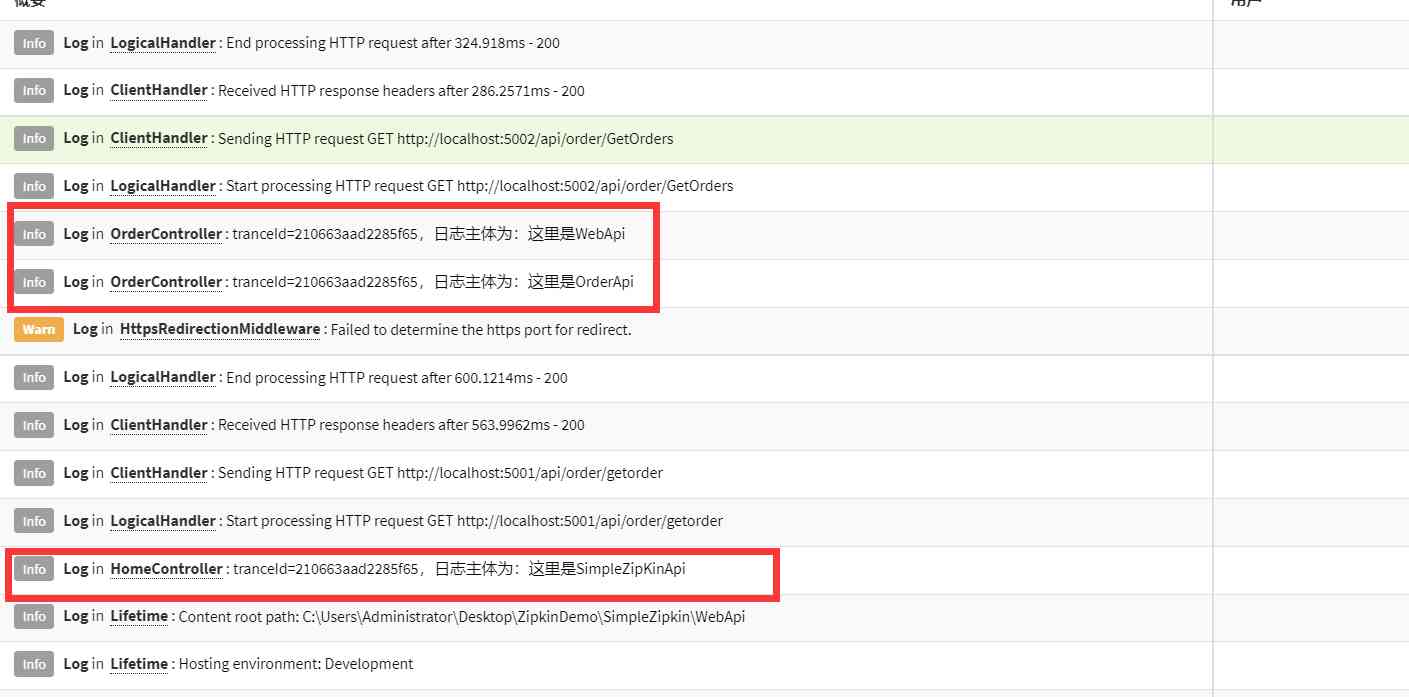 概要 用户
Info Log in LogicalHandler : End processing HTTP request after 324.918ms - 200
Info Log in ClientHandler : Received HTTP response headers after 286.2571ms - 200
Info Log in ClientHandler : Sending HTTP request GET http://localhost:5002/api/order/GetOrders
Info Log in LogicalHandler : Start processing HTTP request GET http://localhost:5002/api/order/GetOrders
Info Log in OrderController : tranceId=210663aad2285f65，日志主体为：这里是WebApi
Info Log in OrderController : tranceId=210663aad2285f65，日志主体为：这里是OrderApi
Warn Log in HttpsRedirectionMiddleware : Failed to determine the https port for redirect.
Info Log in LogicalHandler : End processing HTTP request after 600.1214ms - 200
Info Log in ClientHandler : Received HTTP response headers after 563.9962ms - 200
Info Log in ClientHandler : Sending HTTP request GET http://localhost:5001/api/order/getorder
Info Log in LogicalHandler : Start processing HTTP request GET http://localhost:5001/api/order/getorder
Info Log in HomeController : tranceId=210663aad2285f65，日志主体为：这里是SimpleZipKinApi
Info Log in Lifetime : Content root path: C:\Users\Administrator\Desktop\ZipkinDemo\SimpleZipkin\WebApi
Info Log in Lifetime : Hosting environment: Development